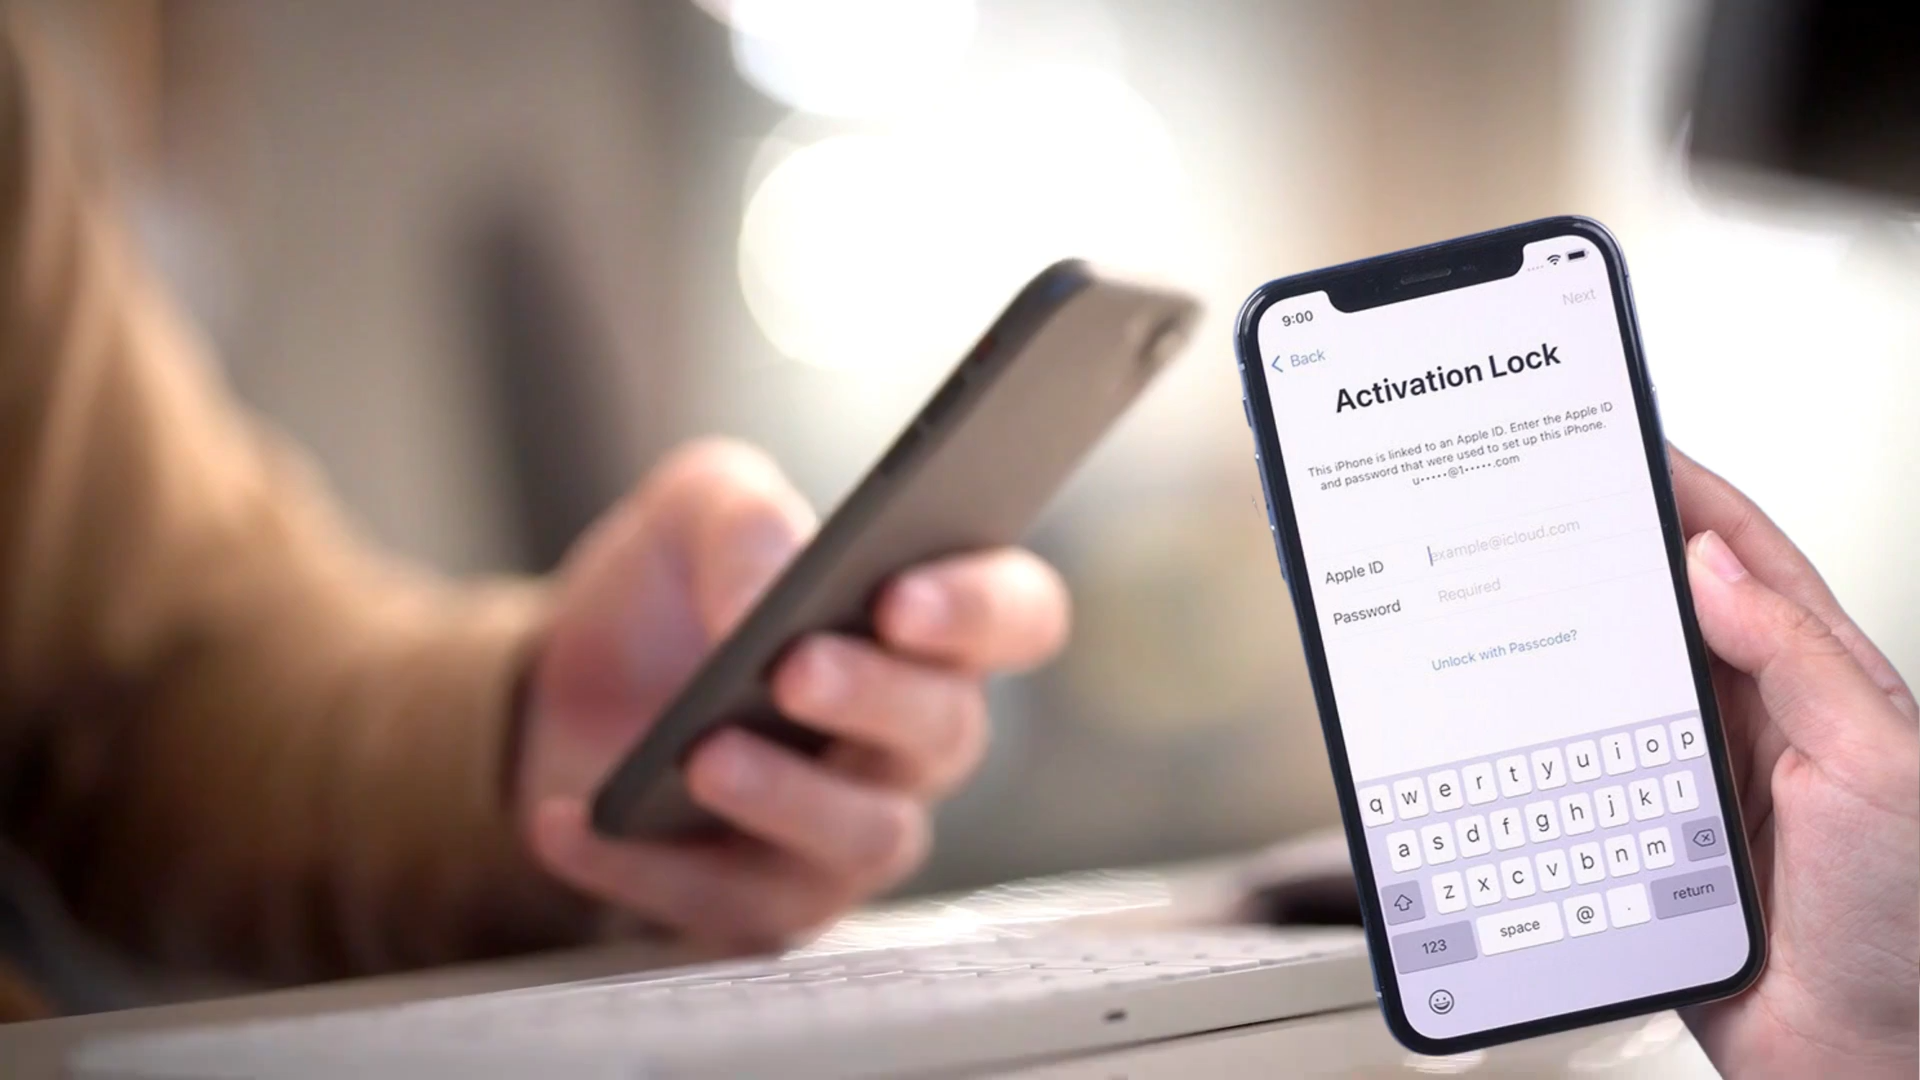 9:00
Next
Back
Activation Lock
This iPhone is linked to an Apple ID. Enter the Apple ID
and password that were used to set up this iPhone.
u•••••@1•••••.com
Apple ID example@icloud.com
Password Required
Unlock with Passcode?
q w e r t y u i o p
a s d f g h j k l
z x c v b n m
123 space @ . return